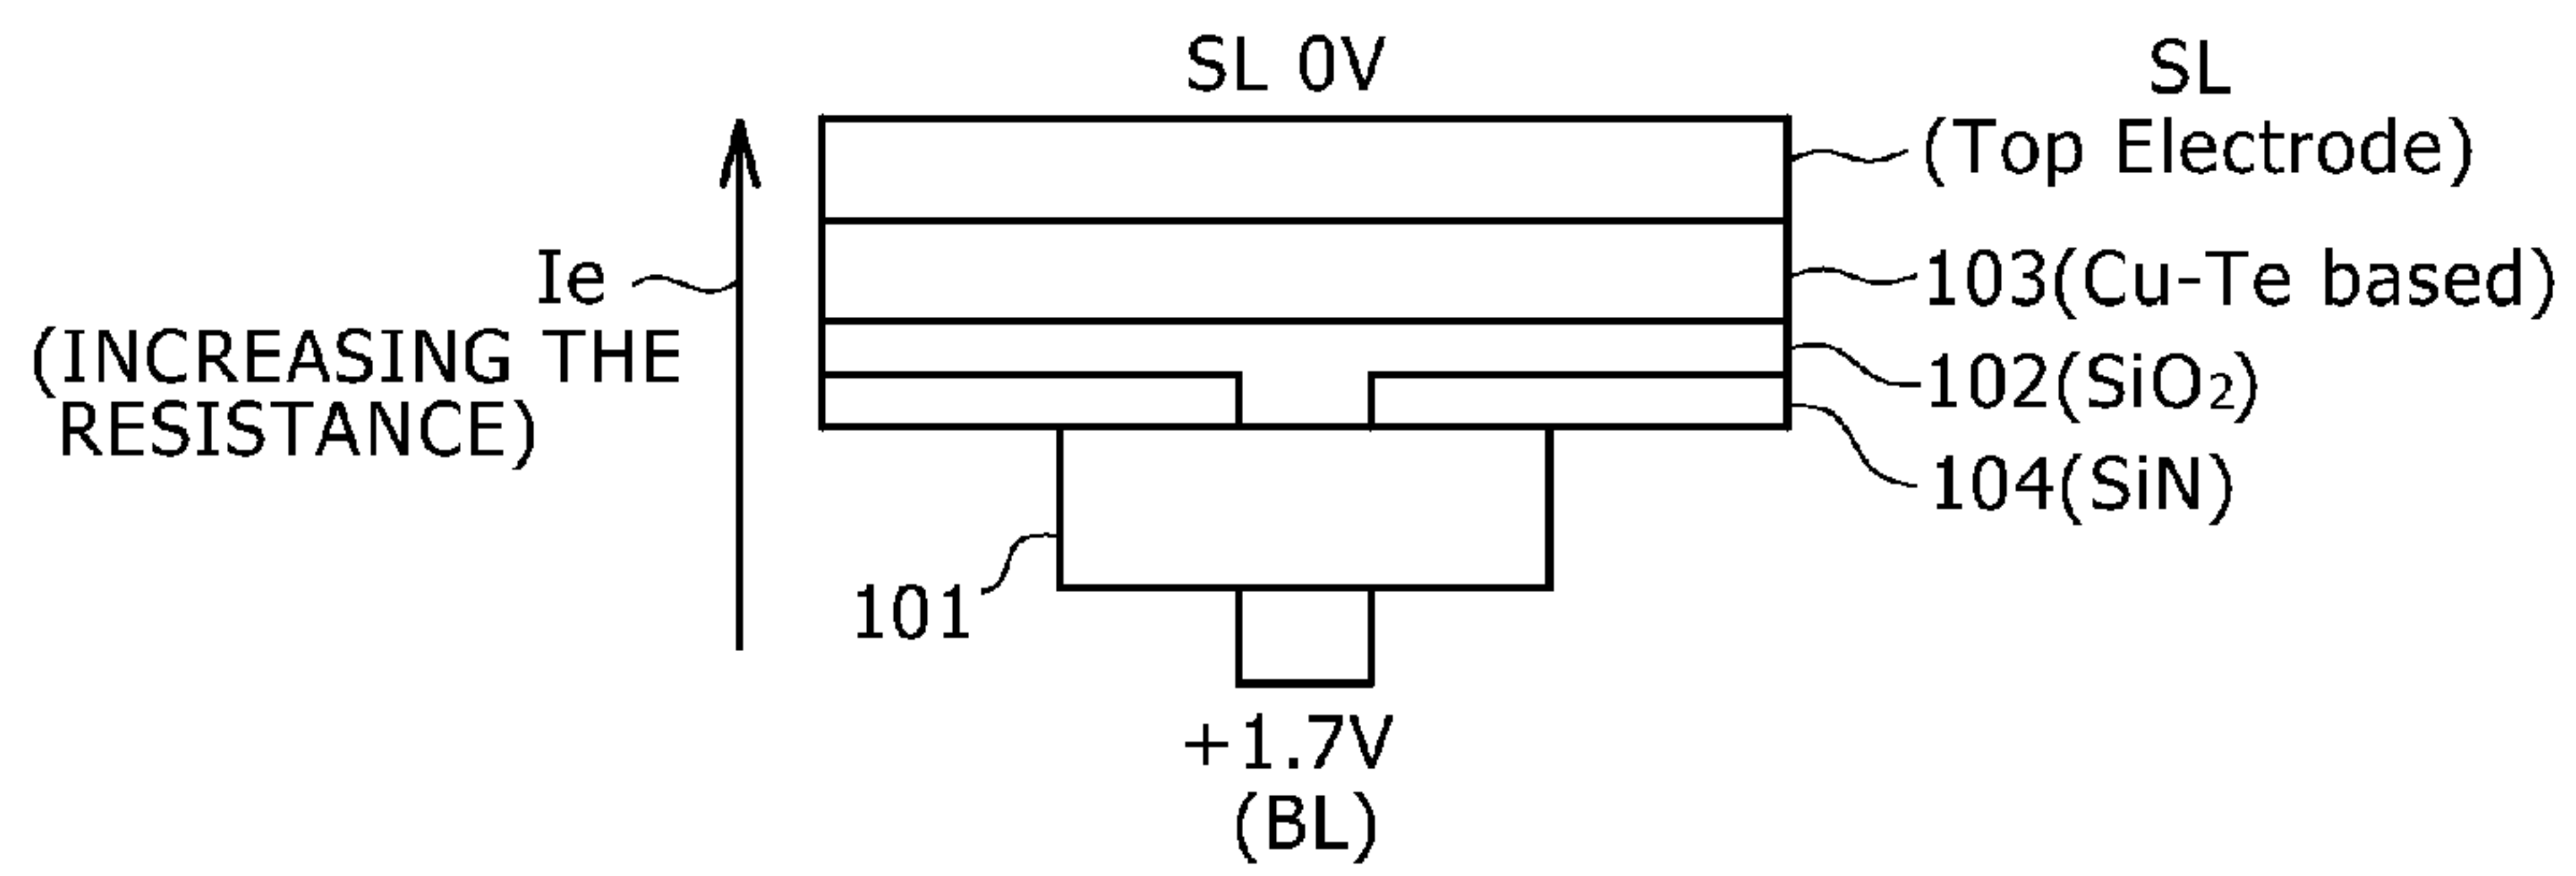 SL 0V
SL
(Top Electrode)
Ie
(INCREASING THE
RESISTANCE)
103(Cu-Te based)
102(SiO₂)
104(SiN)
101
+1.7V
(BL)